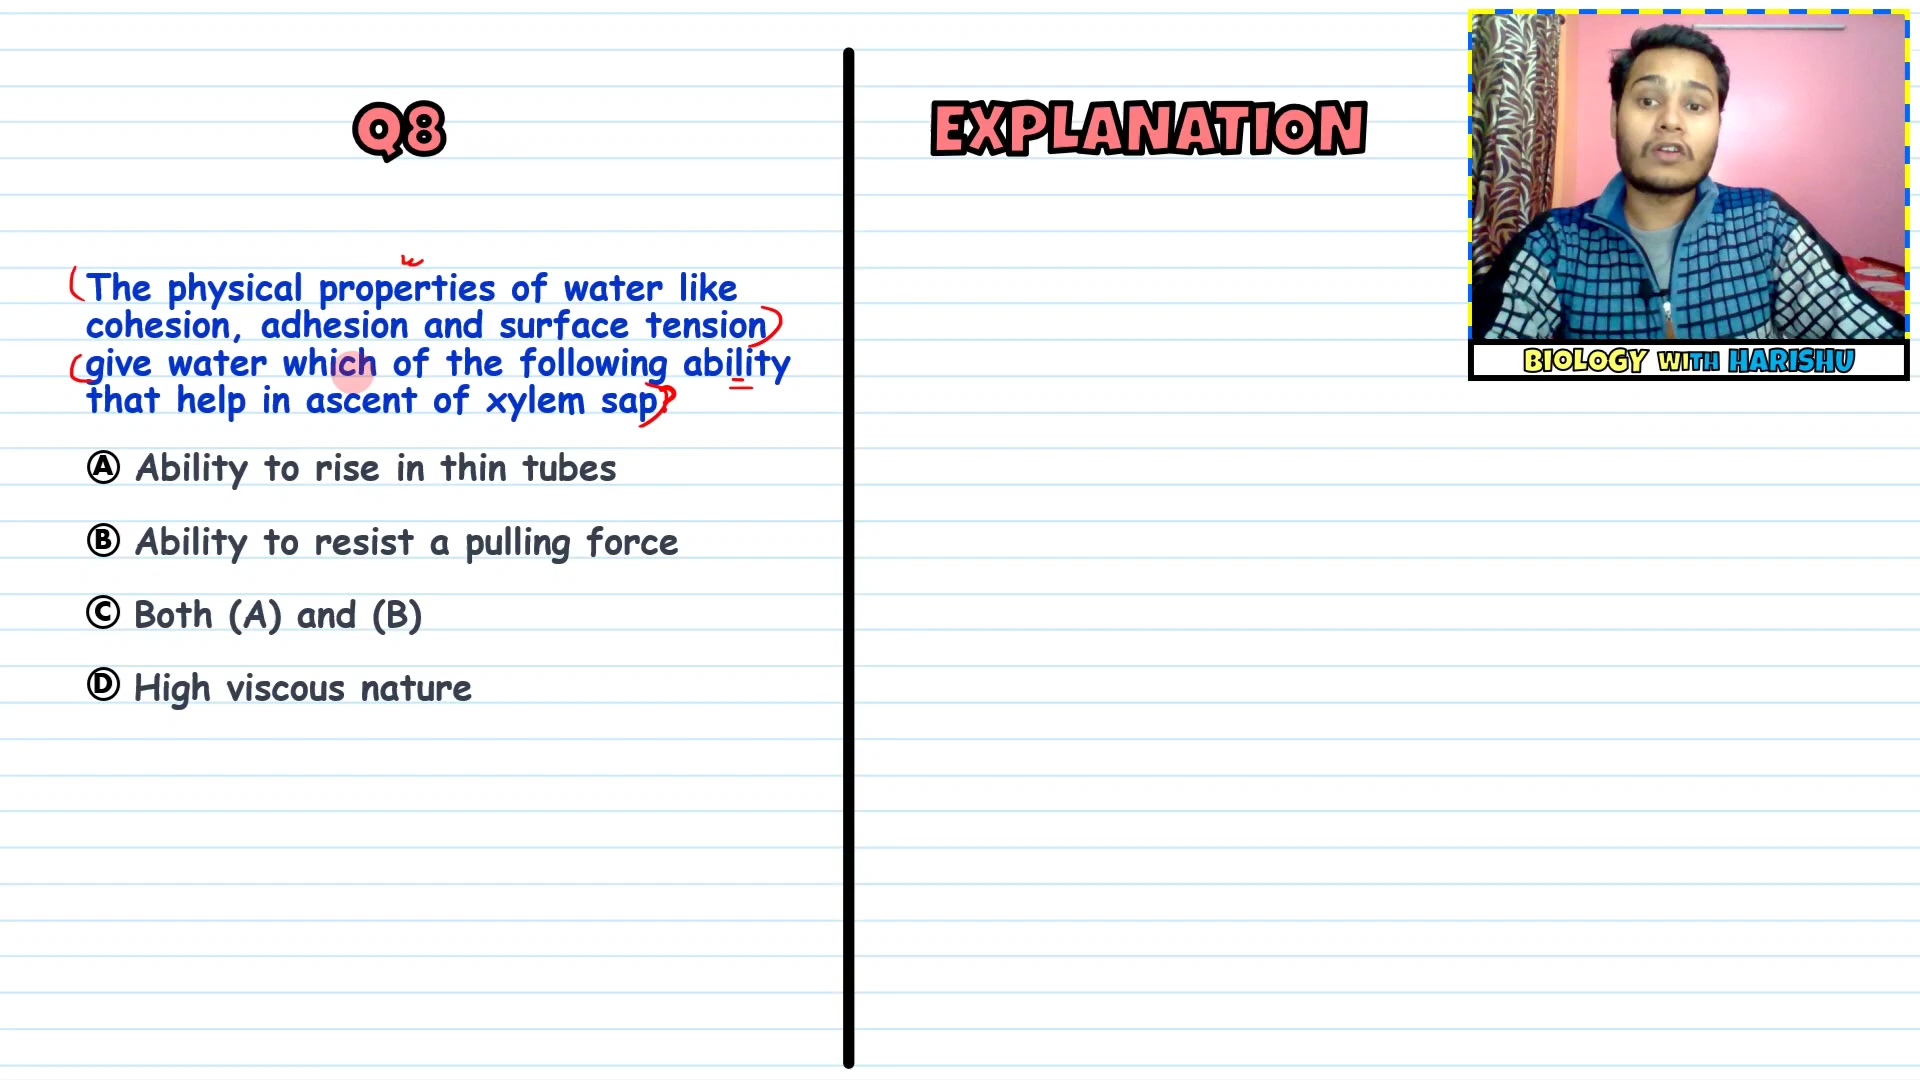 Q8
The physical properties of water like
cohesion, adhesion and surface tension
give water which of the following ability
that help in ascent of xylem sap?
A Ability to rise in thin tubes
B Ability to resist a pulling force
C Both (A) and (B)
D High viscous nature
EXPLANATION
BIOLOGY WITH HARISHU